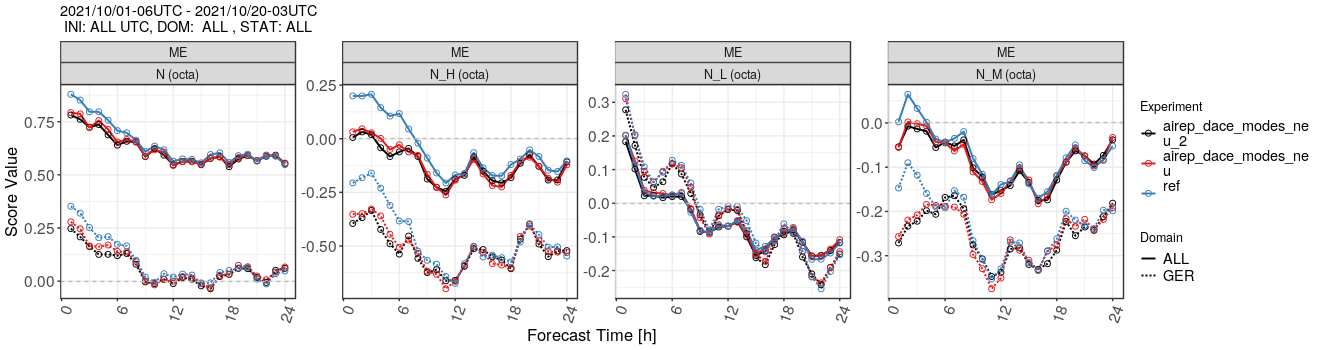 2021/10/01-06UTC - 2021/10/20-03UTC
INI: ALL UTC, DOM:  ALL , STAT: ALL
ME
ME
ME
ME
N (octa)
N_H (octa)
N_L (octa)
N_M (octa)
Score Value
0.75
0.50
0.25
0.00
0.25
0.00
-0.25
-0.50
0.3
0.2
0.1
0.0
-0.1
-0.2
0.0
-0.1
-0.2
-0.3
0 6 12 18 24
0 6 12 18 24
0 6 12 18 24
0 6 12 18 24
Forecast Time [h]
Experiment
airep_dace_modes_ne
u_2
airep_dace_modes_ne
u
ref
Domain
ALL
GER